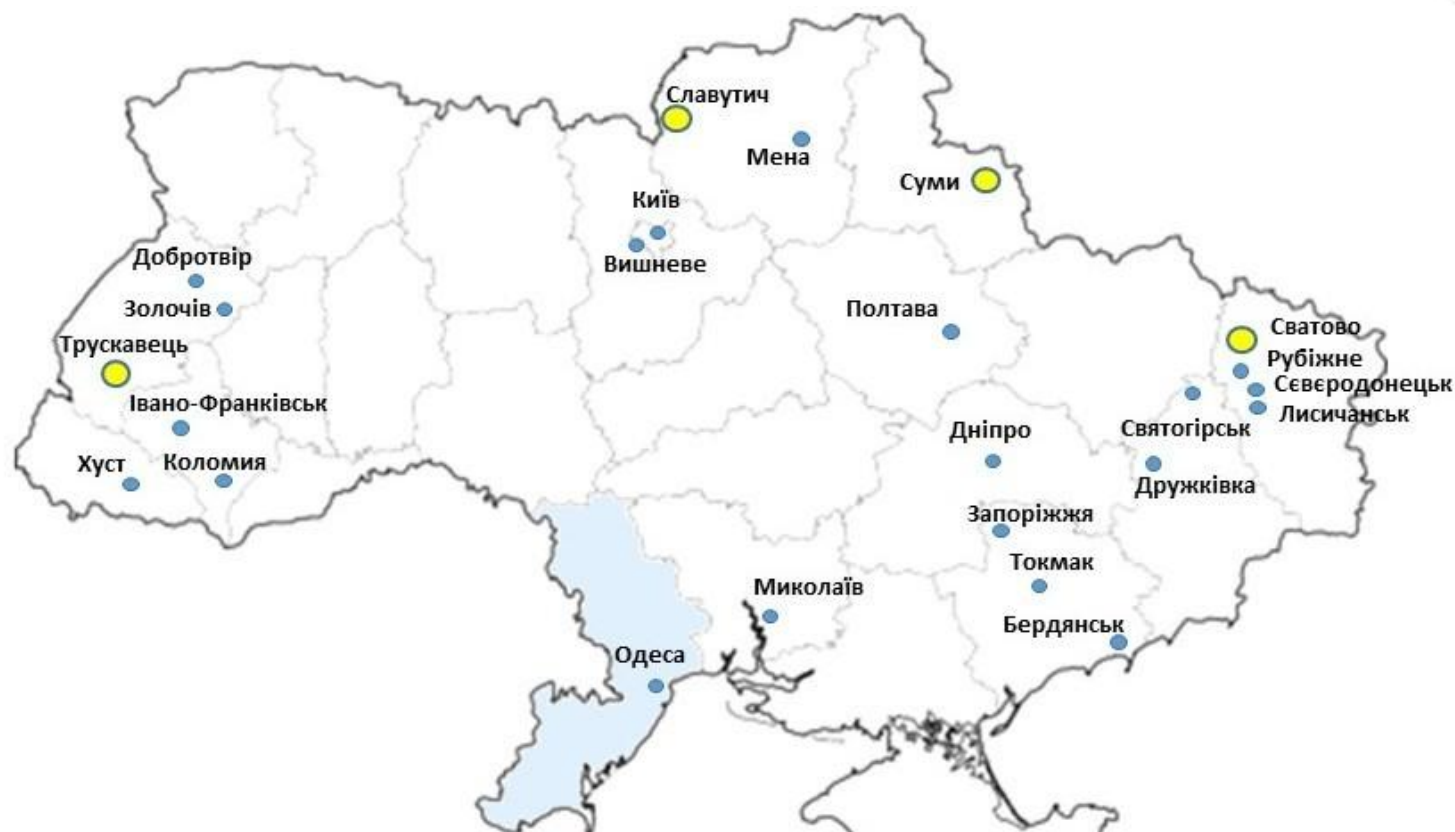 Славутич
Мена
Суми
Київ
Вишневе
Добротвір
Золочів
Трускавець
Івано-Франківськ
Хуст
Коломия
Полтава
Сватово
Рубіжне
Сєвєродонецьк
Лисичанськ
Святогірськ
Дніпро
Дружківка
Запоріжжя
Токмак
Миколаїв
Бердянськ
Одеса